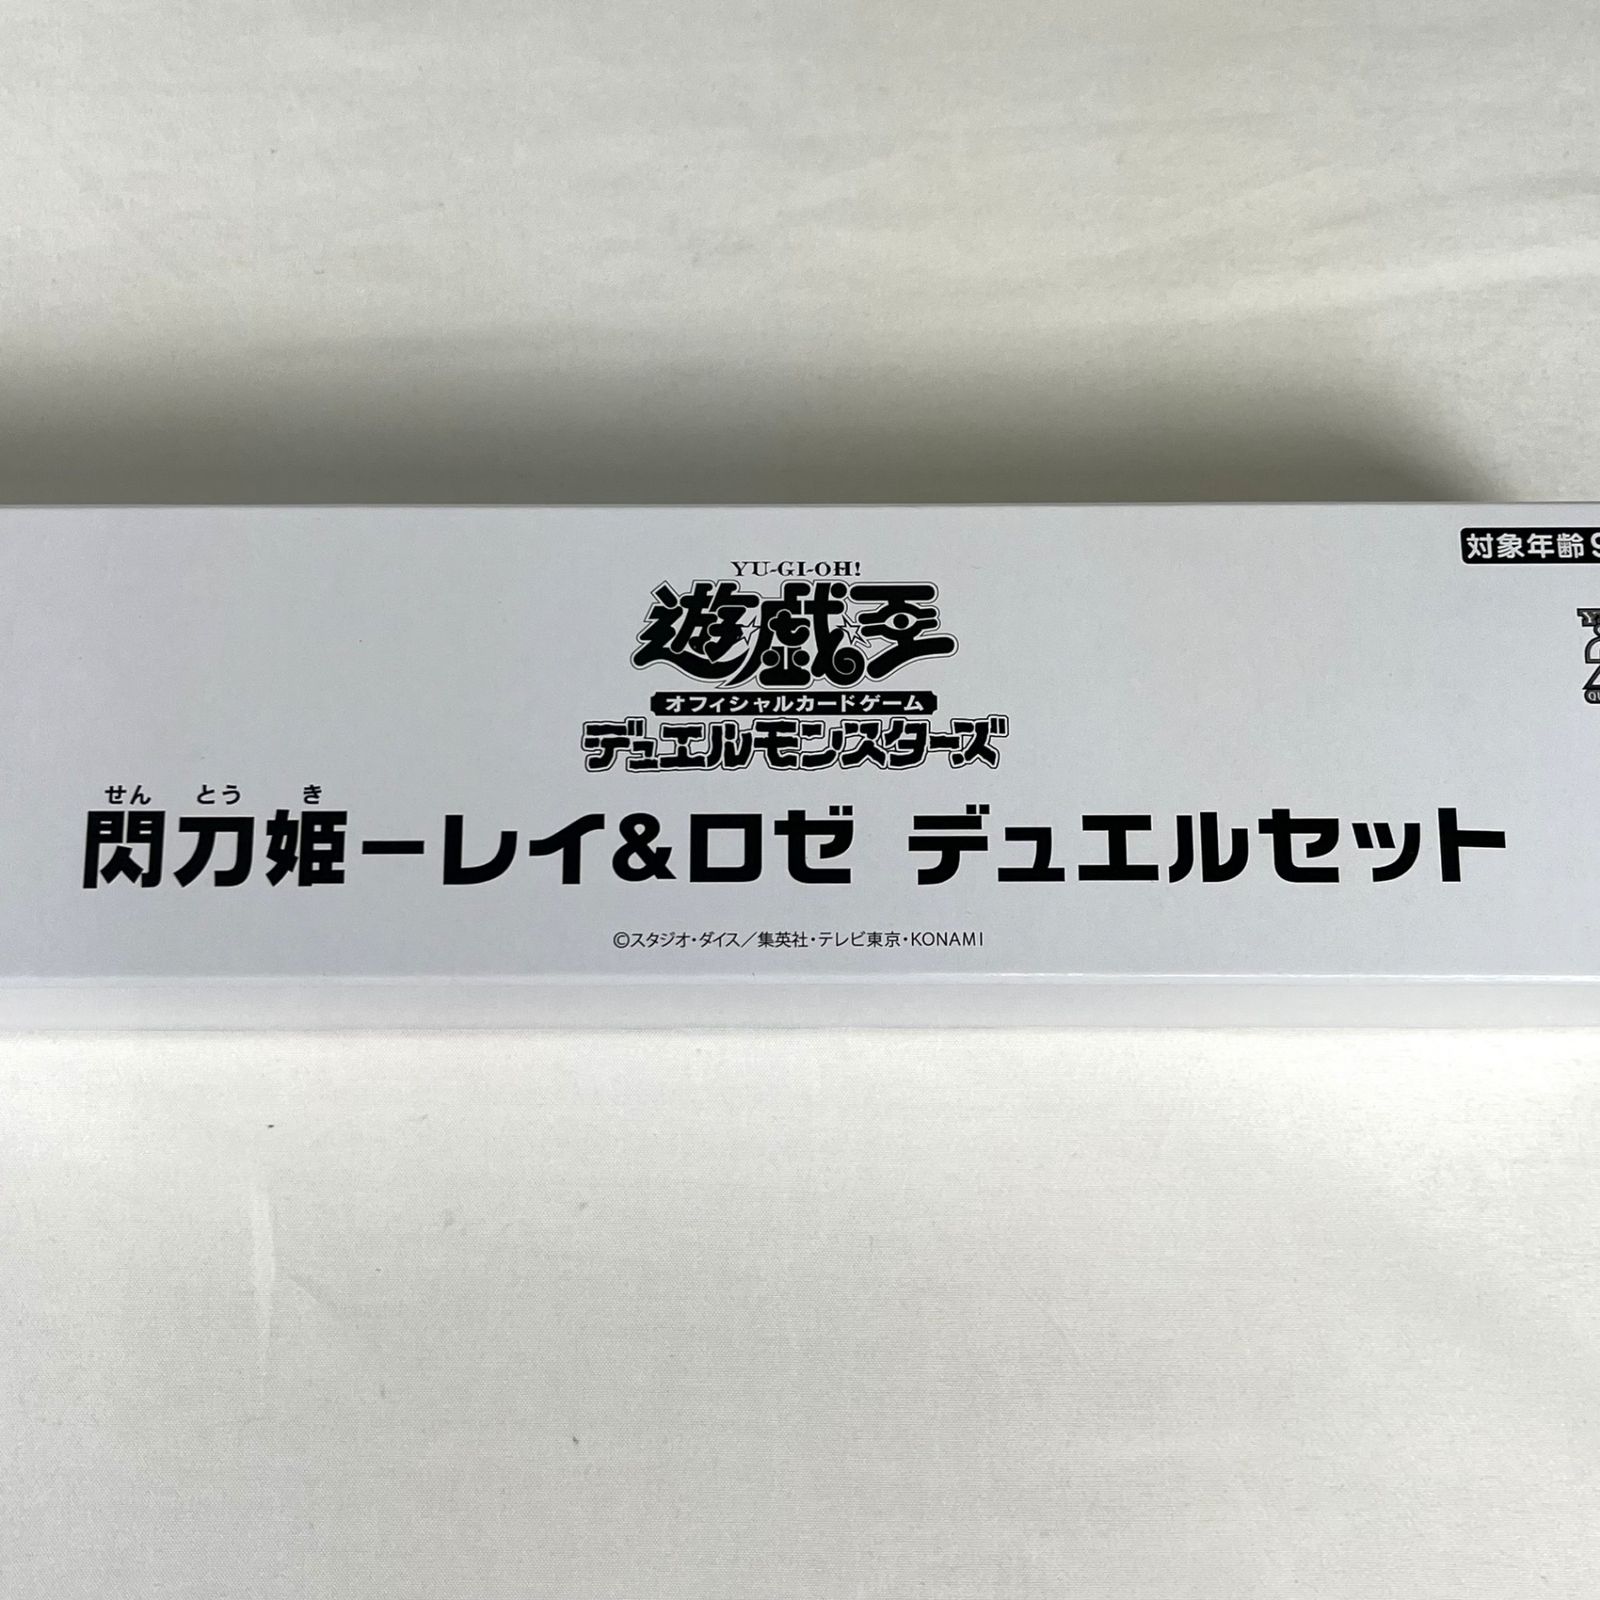 対象年齢
YU-GI-OH!
遊戯王
オフィシャルカードゲーム
デュエルモンスターズ
せん とう き
閃刀姫-レイ&ロゼ デュエルセット
©スタジオ・ダイス/集英社・テレビ東京・KONAMI